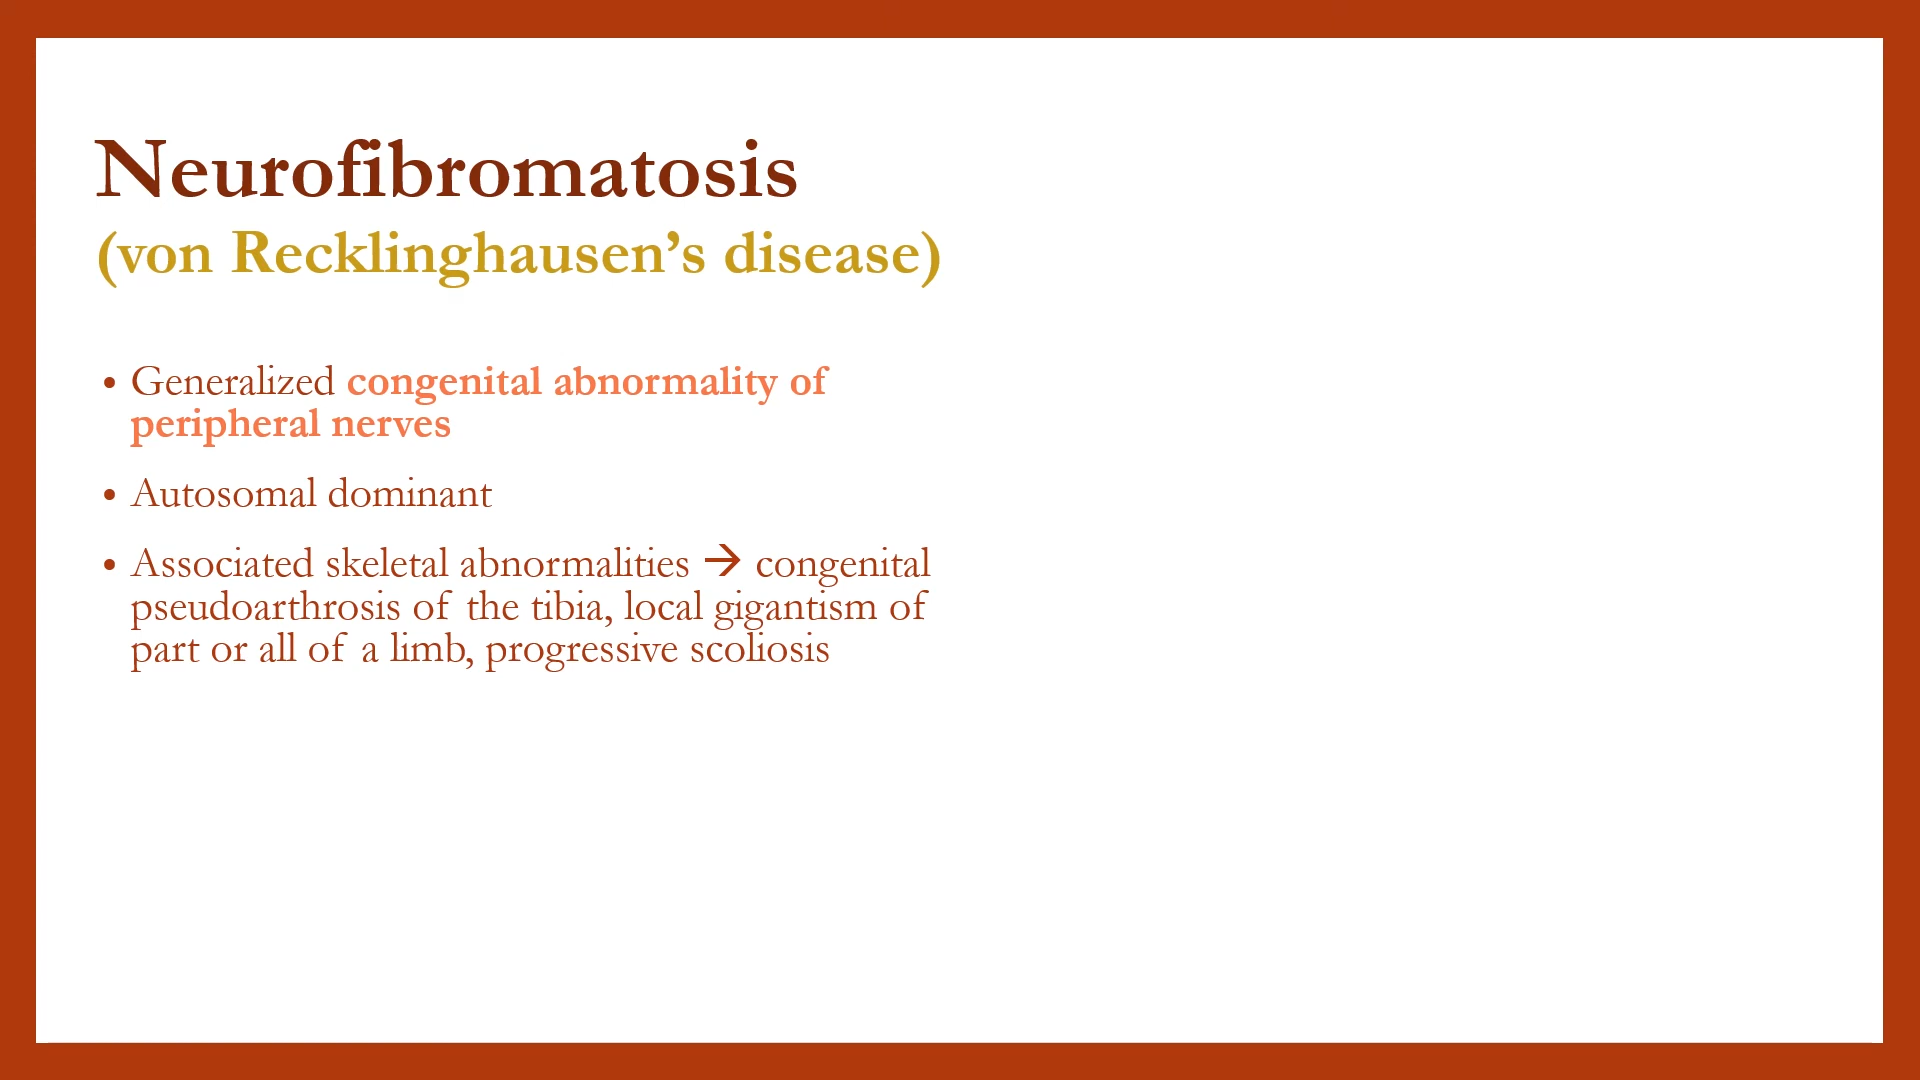 Neurofibromatosis
(von Recklinghausen’s disease)
• Generalized congenital abnormality of
peripheral nerves
• Autosomal dominant
• Associated skeletal abnormalities → congenital
pseudoarthrosis of the tibia, local gigantism of
part or all of a limb, progressive scoliosis